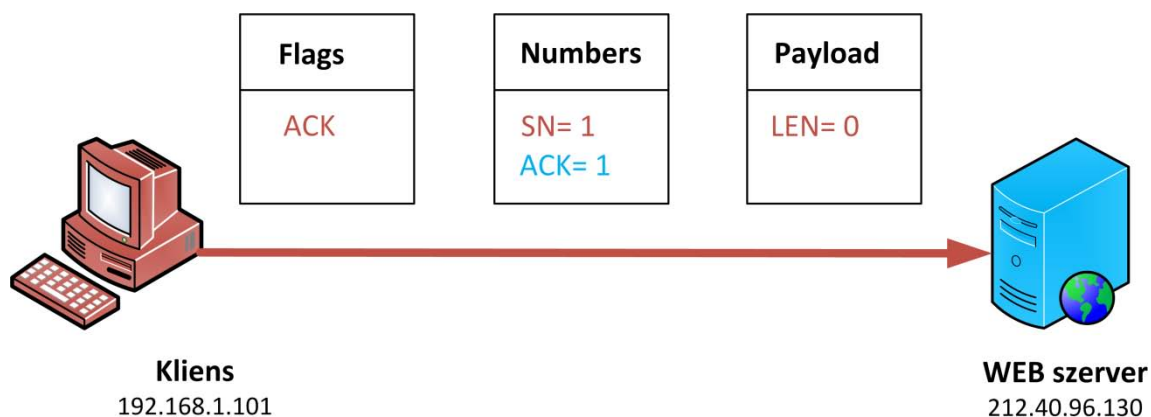 Flags
ACK
Numbers
SN= 1
ACK= 1
Payload
LEN= 0
Kliens
192.168.1.101
WEB szerver
212.40.96.130